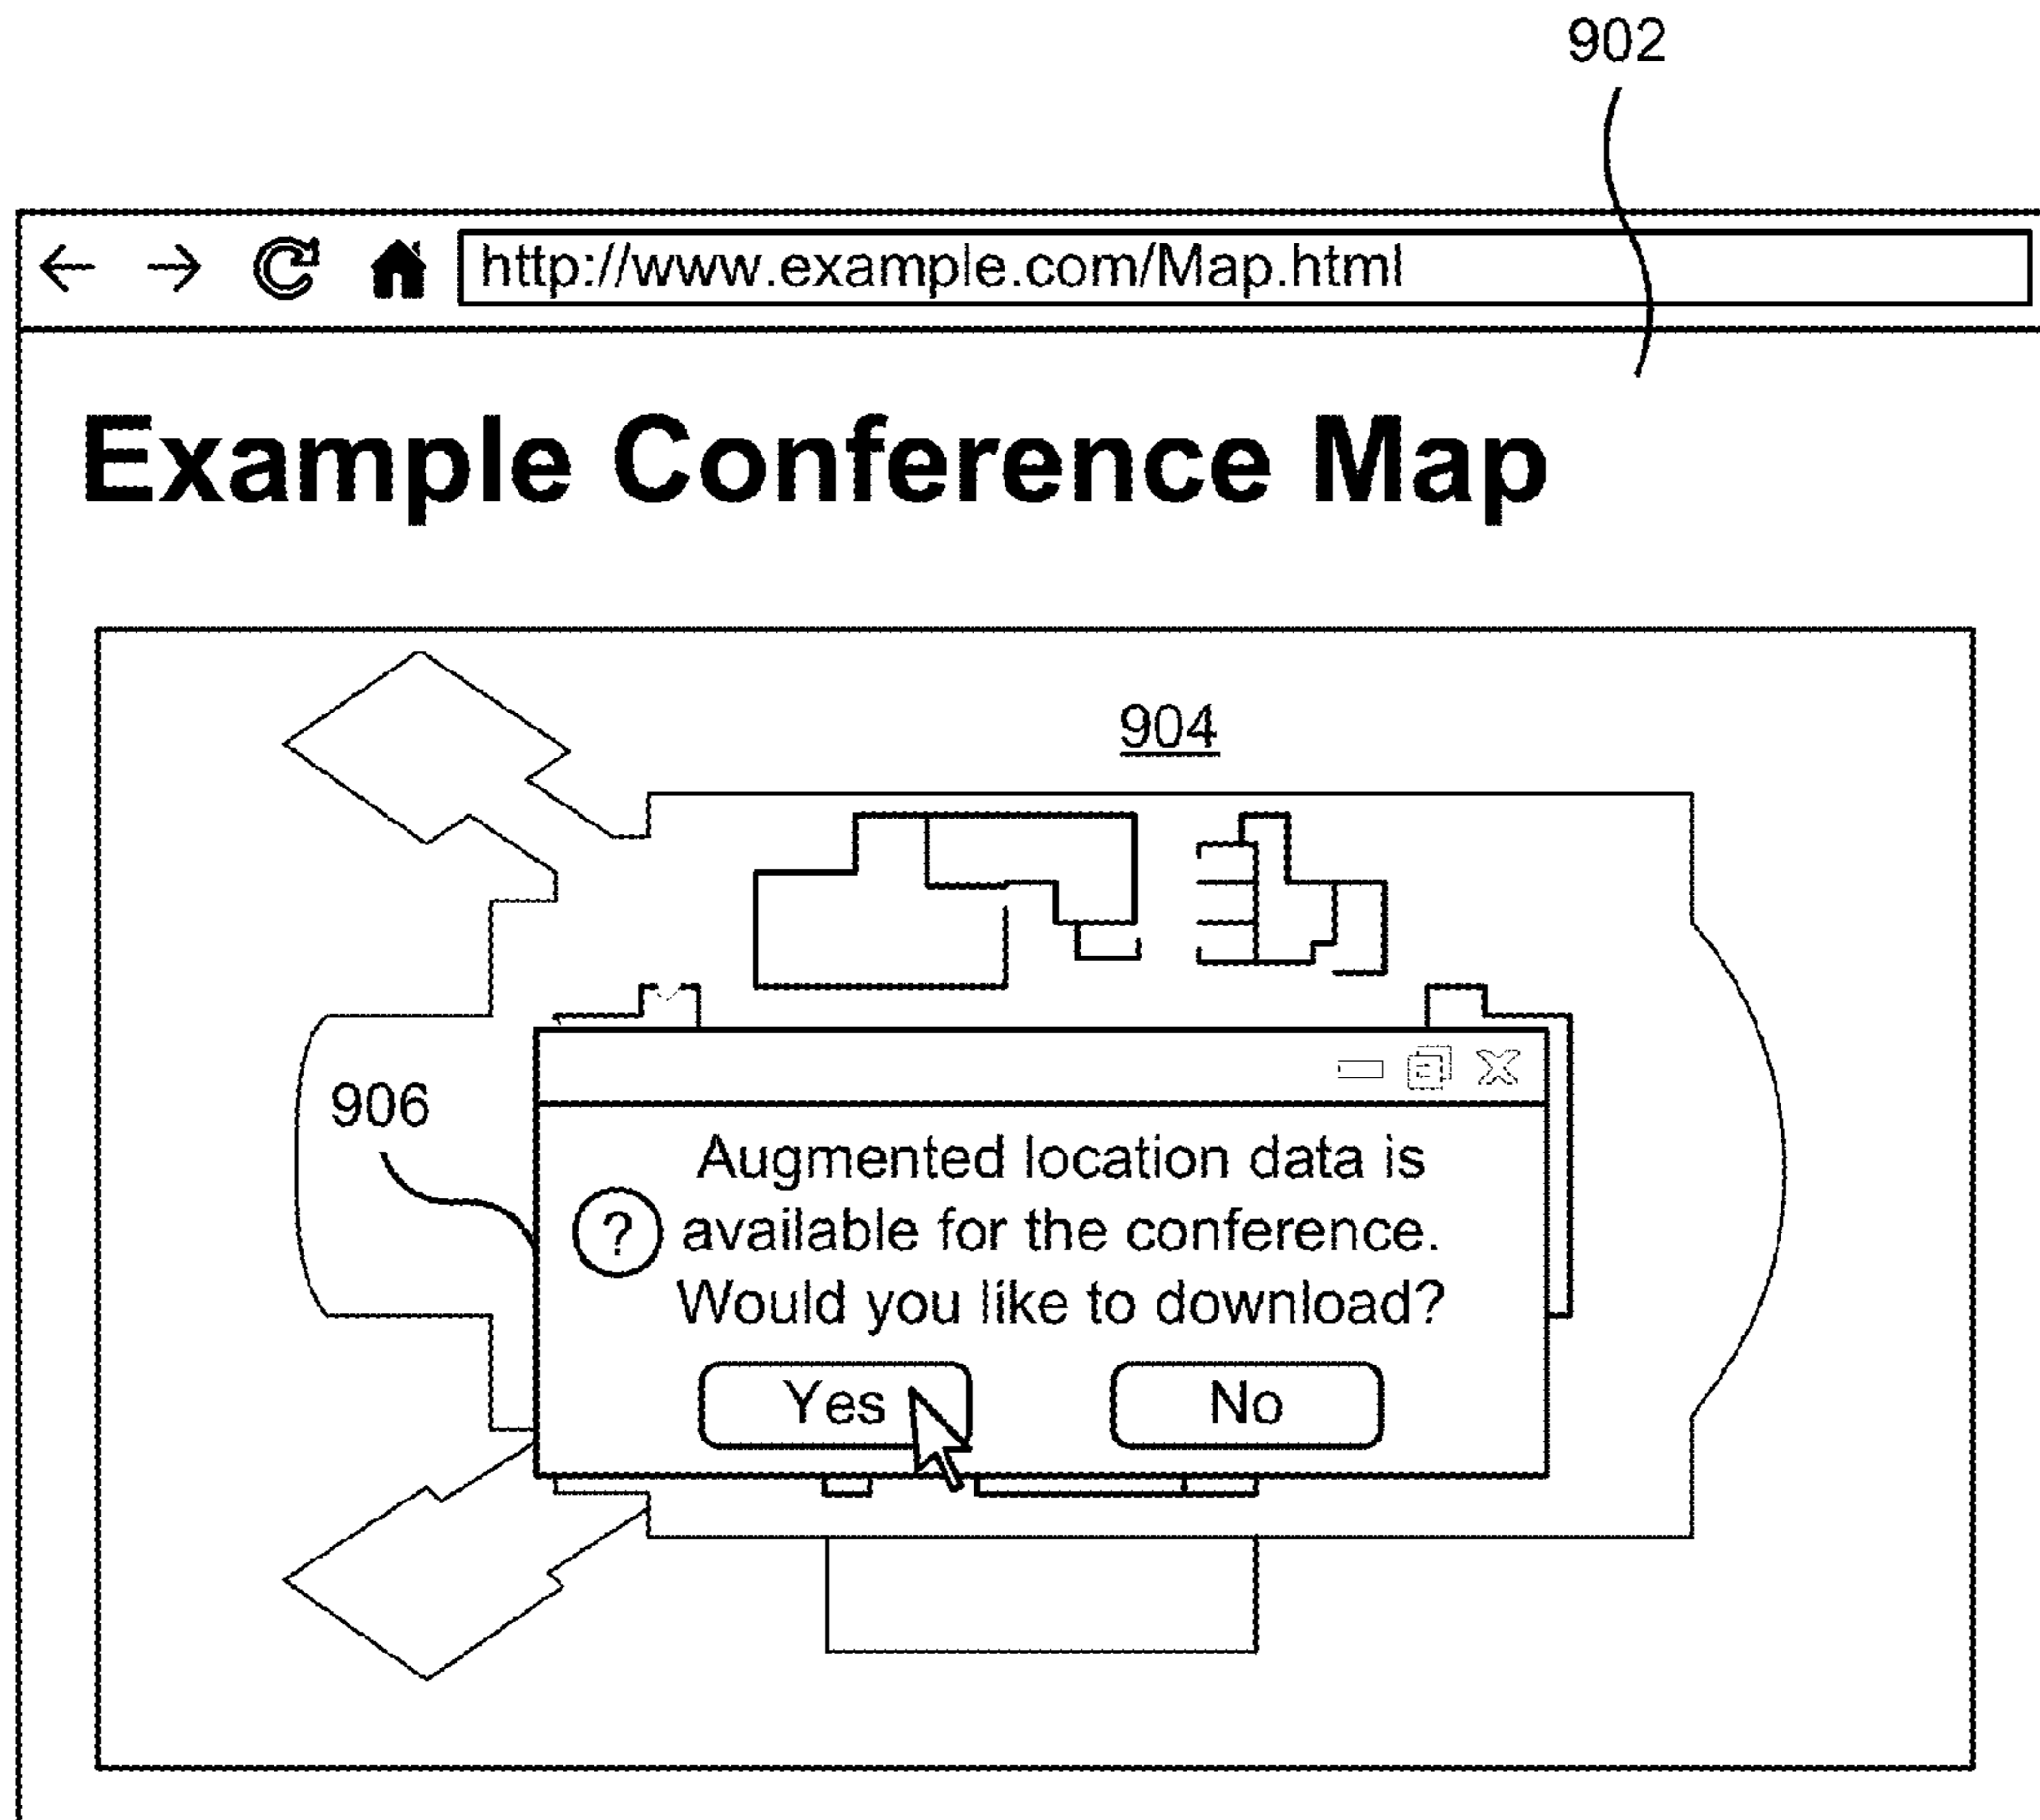 902
http://www.example.com/Map.html
Example Conference Map
904
906
Augmented location data is
? available for the conference.
Would you like to download?
Yes No